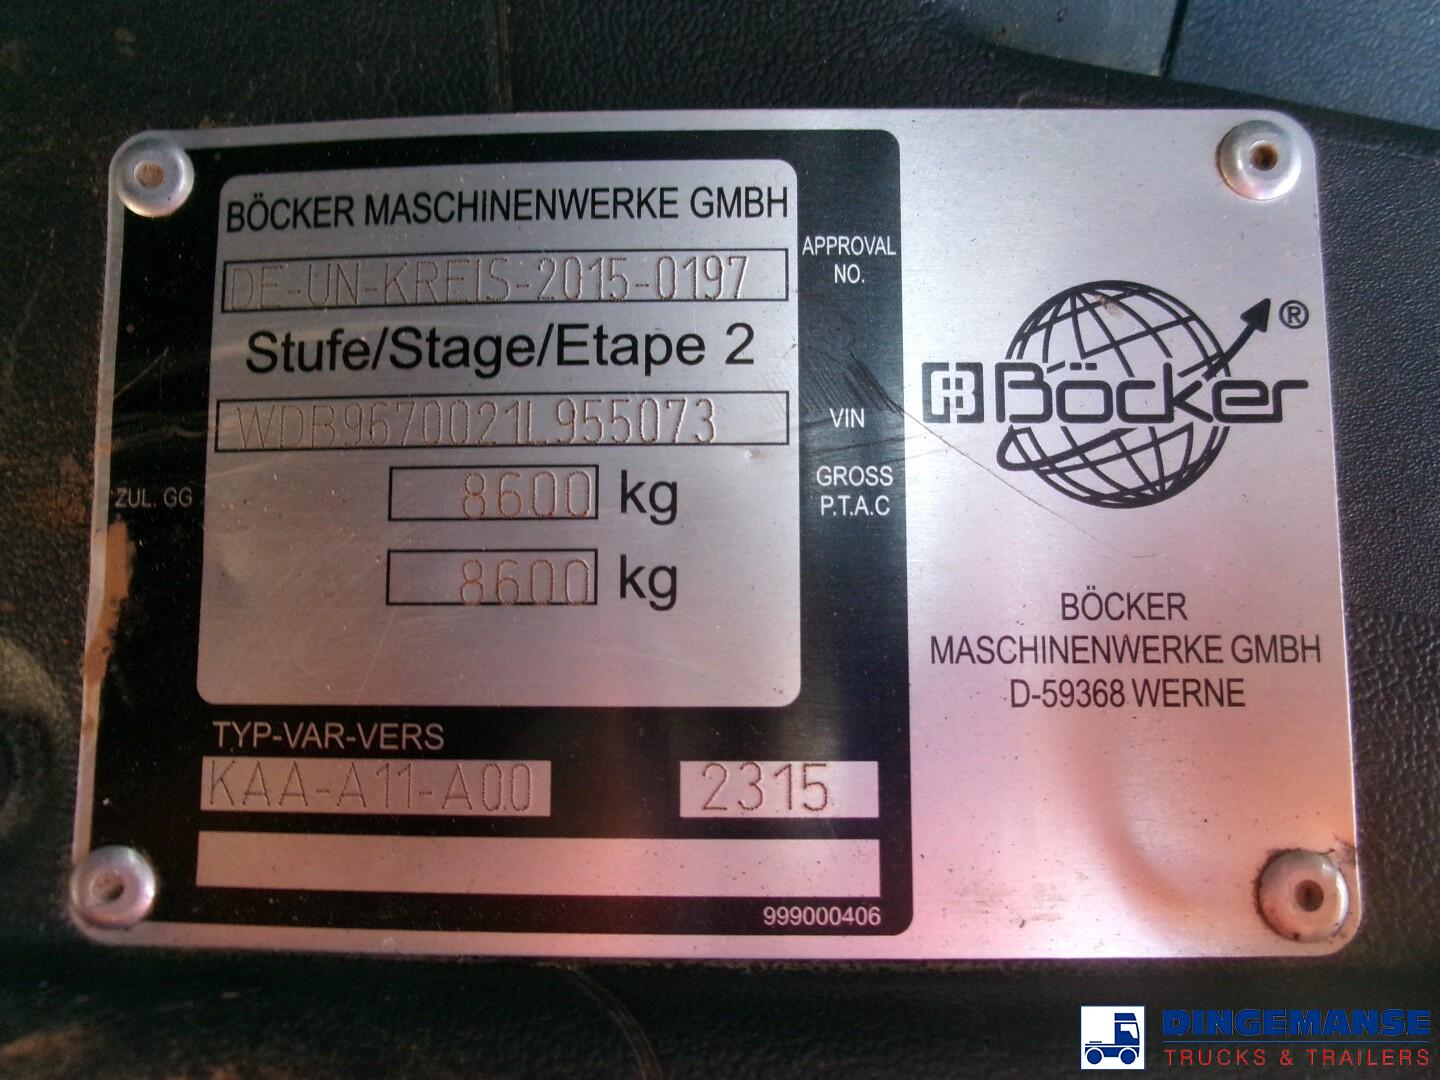 BÖCKER MASCHINENWERKE GMBH
DE-UN-KREIS-2015-0197
APPROVAL
NO.
Stufe/Stage/Etape 2
WDB9670021L955073
VIN
ZUL. GG
8600 kg
GROSS
P.T.A.C
8600 kg
TYP-VAR-VERS
KAA-A11-A00
2315
999000406
Böcker®
BÖCKER
MASCHINENWERKE GMBH
D-59368 WERNE
DINGEMANSE
TRUCKS & TRAILERS